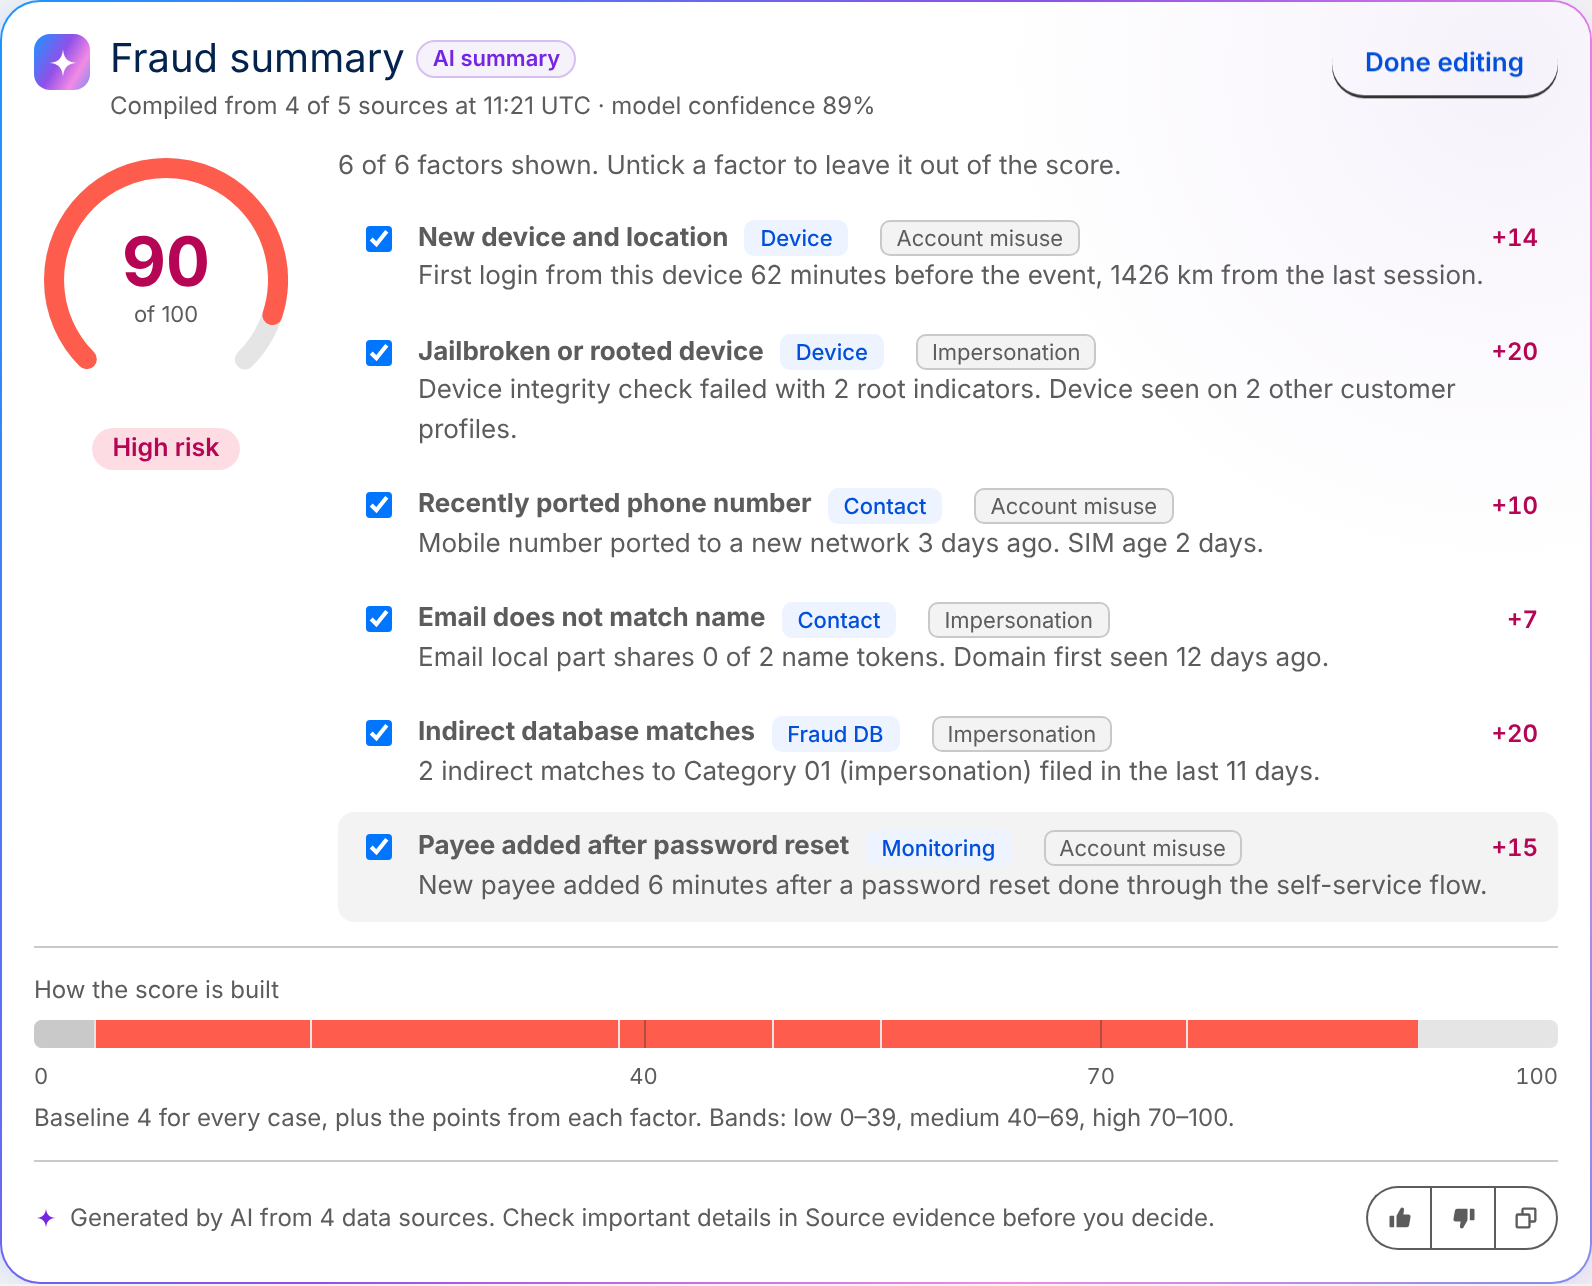 Fraud summary AI summary
Done editing
Compiled from 4 of 5 sources at 11:21 UTC · model confidence 89%
90
of 100
High risk
6 of 6 factors shown. Untick a factor to leave it out of the score.
New device and location Device Account misuse +14
First login from this device 62 minutes before the event, 1426 km from the last session.
Jailbroken or rooted device Device Impersonation +20
Device integrity check failed with 2 root indicators. Device seen on 2 other customer
profiles.
Recently ported phone number Contact Account misuse +10
Mobile number ported to a new network 3 days ago. SIM age 2 days.
Email does not match name Contact Impersonation +7
Email local part shares 0 of 2 name tokens. Domain first seen 12 days ago.
Indirect database matches Fraud DB Impersonation +20
2 indirect matches to Category 01 (impersonation) filed in the last 11 days.
Payee added after password reset Monitoring Account misuse +15
New payee added 6 minutes after a password reset done through the self-service flow.
How the score is built
0 40 70 100
Baseline 4 for every case, plus the points from each factor. Bands: low 0–39, medium 40–69, high 70–100.
Generated by AI from 4 data sources. Check important details in Source evidence before you decide.